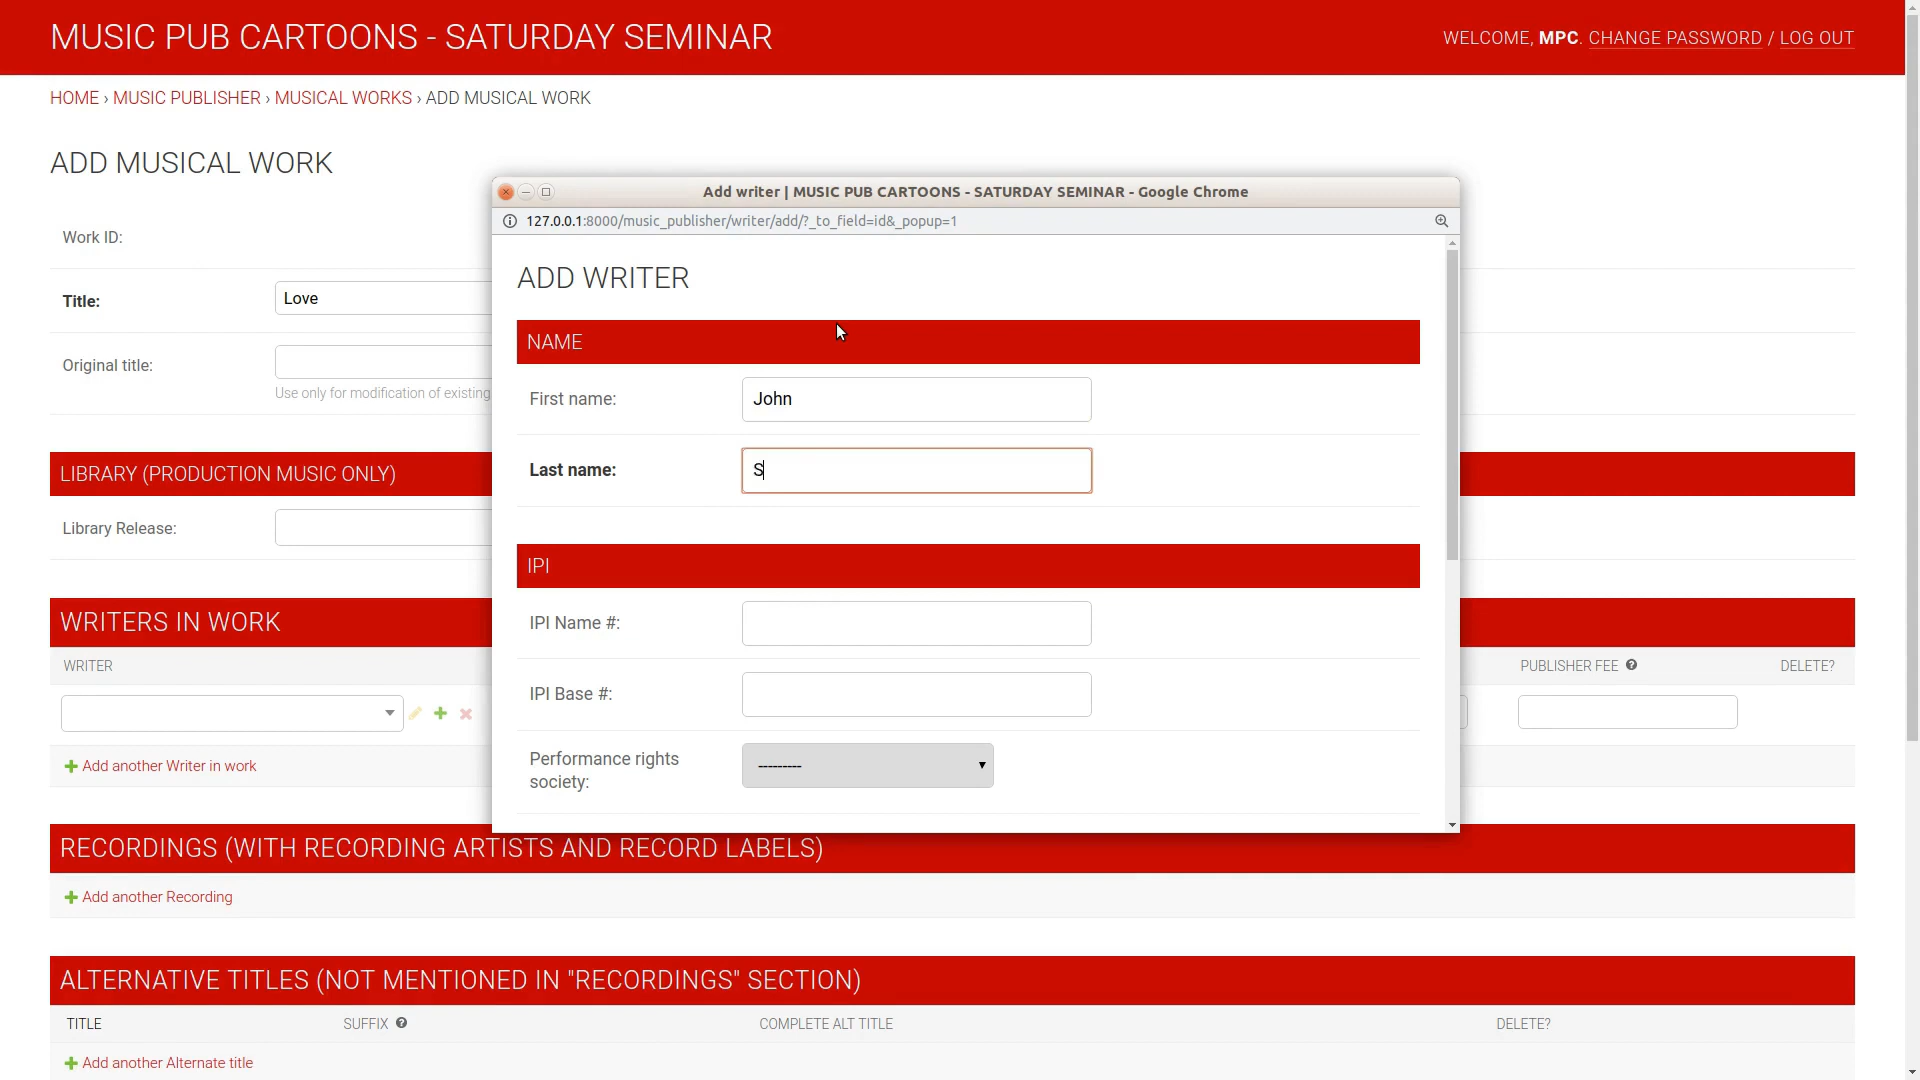 MUSIC PUB CARTOONS - SATURDAY SEMINAR
WELCOME, MPC. CHANGE PASSWORD / LOG OUT
HOME › MUSIC PUBLISHER › MUSICAL WORKS › ADD MUSICAL WORK
ADD MUSICAL WORK
Work ID:
Title:
Love
Original title:
Use only for modification of existing
LIBRARY (PRODUCTION MUSIC ONLY)
Library Release:
WRITERS IN WORK
WRITER
PUBLISHER FEE
DELETE?
Add another Writer in work
Add writer | MUSIC PUB CARTOONS - SATURDAY SEMINAR - Google Chrome
127.0.0.1:8000/music_publisher/writer/add/?_to_field=id&_popup=1
ADD WRITER
NAME
First name:
John
Last name:
S
IPI
IPI Name #:
IPI Base #:
Performance rights
society:
---------
RECORDINGS (WITH RECORDING ARTISTS AND RECORD LABELS)
Add another Recording
ALTERNATIVE TITLES (NOT MENTIONED IN "RECORDINGS" SECTION)
TITLE
SUFFIX
COMPLETE ALT TITLE
DELETE?
Add another Alternate title